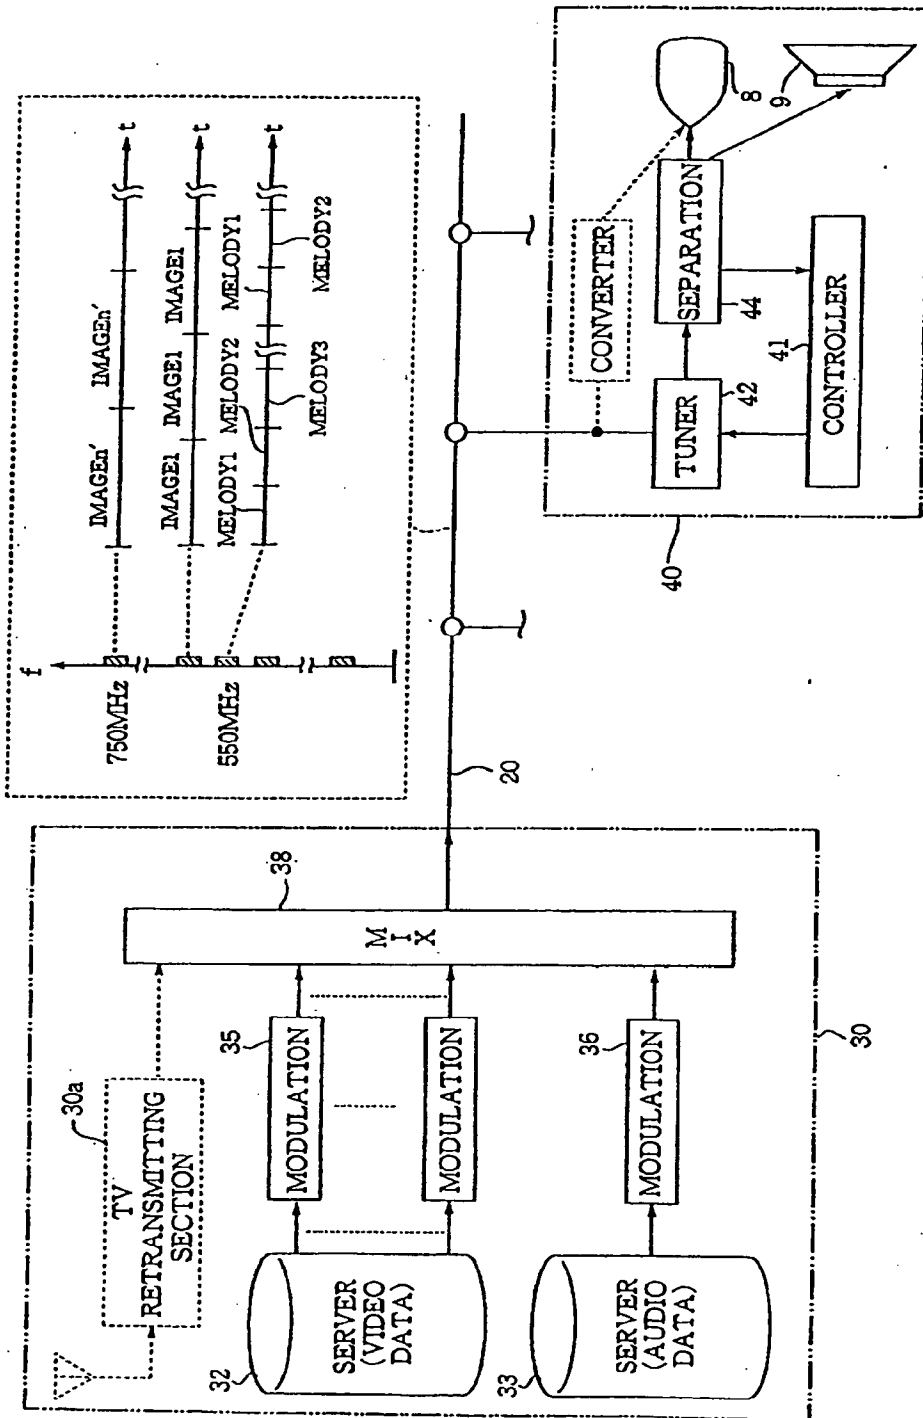 30a
TV
RETRANSMITTING
SECTION
32
SERVER
(VIDEO
DATA)
33
SERVER
(AUDIO
DATA)
35
MODULATION
MODULATION
36
MODULATION
38
MIX
30
20
f
750MHz
550MHz
IMAGEn' IMAGEn' t
IMAGE1 IMAGE1 IMAGE1 t
MELODY1 MELODY2 MELODY1 t
MELODY3 MELODY2
40
CONVERTER
TUNER
42
SEPARATION
44
41
CONTROLLER
8
9